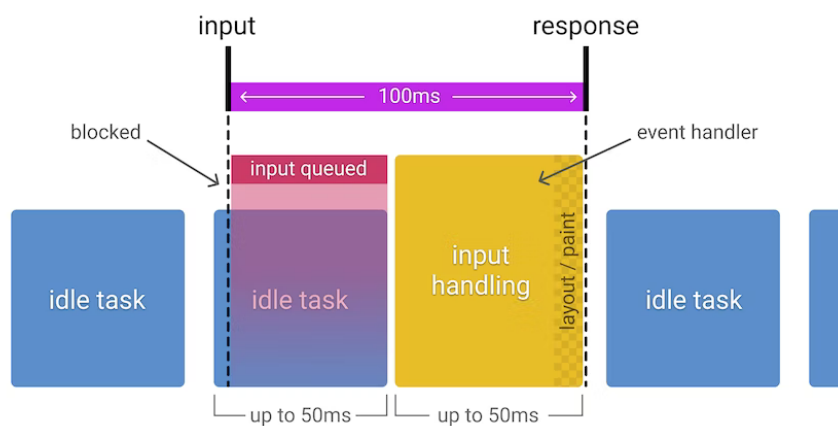 input
response
100ms
blocked
event handler
input queued
idle task
idle task
input
handling
layout / paint
idle task
up to 50ms
up to 50ms